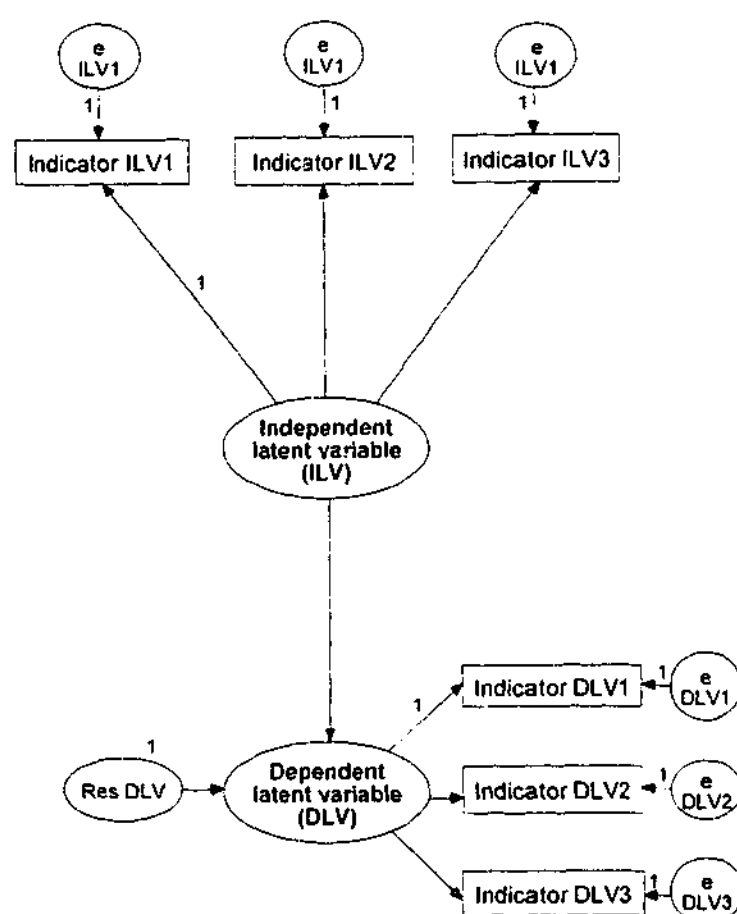 e
ILV1
e
ILV1
e
ILV1
1
1
1
Indicator ILV1
Indicator ILV2
Indicator ILV3
1
Independent
latent variable
(ILV)
1
Indicator DLV1
1
e
DLV1
1
Res DLV
Dependent
latent variable
(DLV)
Indicator DLV2
1
e
DLV2
Indicator DLV3
1
e
DLV3